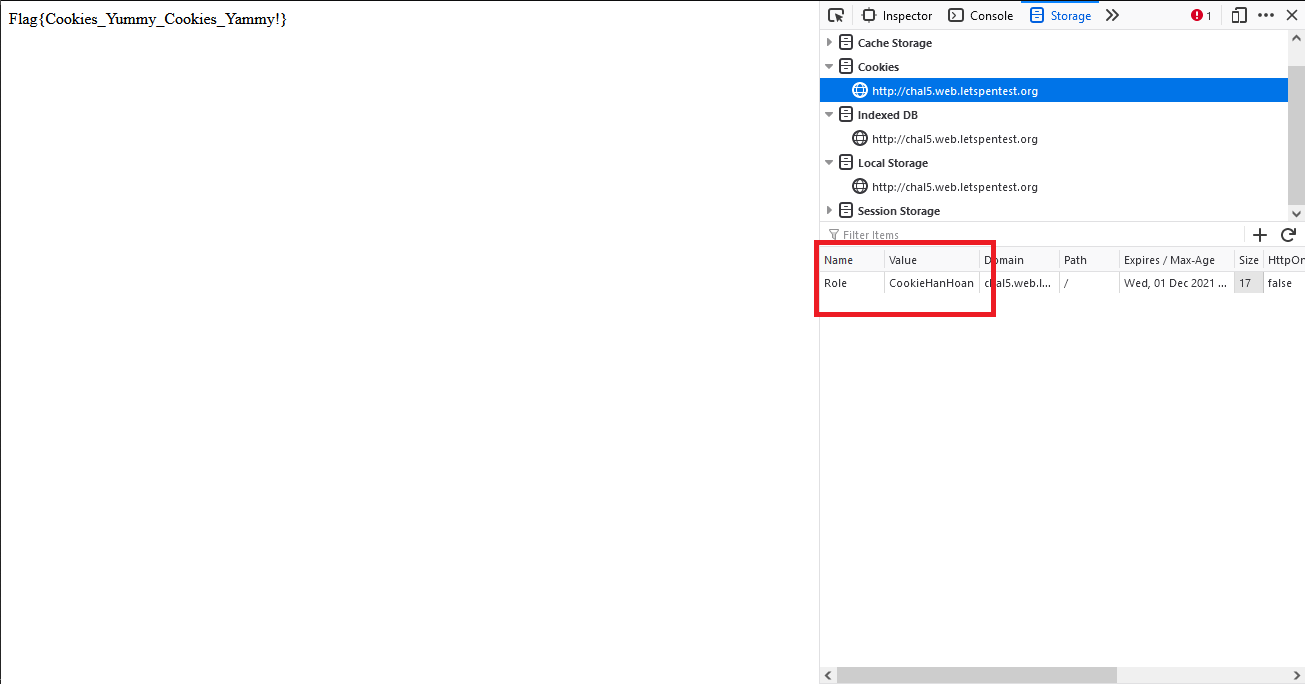 Flag{Cookies_Yummy_Cookies_Yammy!}
Inspector Console Storage 1
Cache Storage
Cookies
http://chal5.web.letspentest.org
Indexed DB
http://chal5.web.letspentest.org
Local Storage
http://chal5.web.letspentest.org
Session Storage
Filter Items
Name Value Domain Path Expires / Max-Age Size HttpOn
Role CookieHanHoan chal5.web.l... / Wed, 01 Dec 2021 ... 17 false